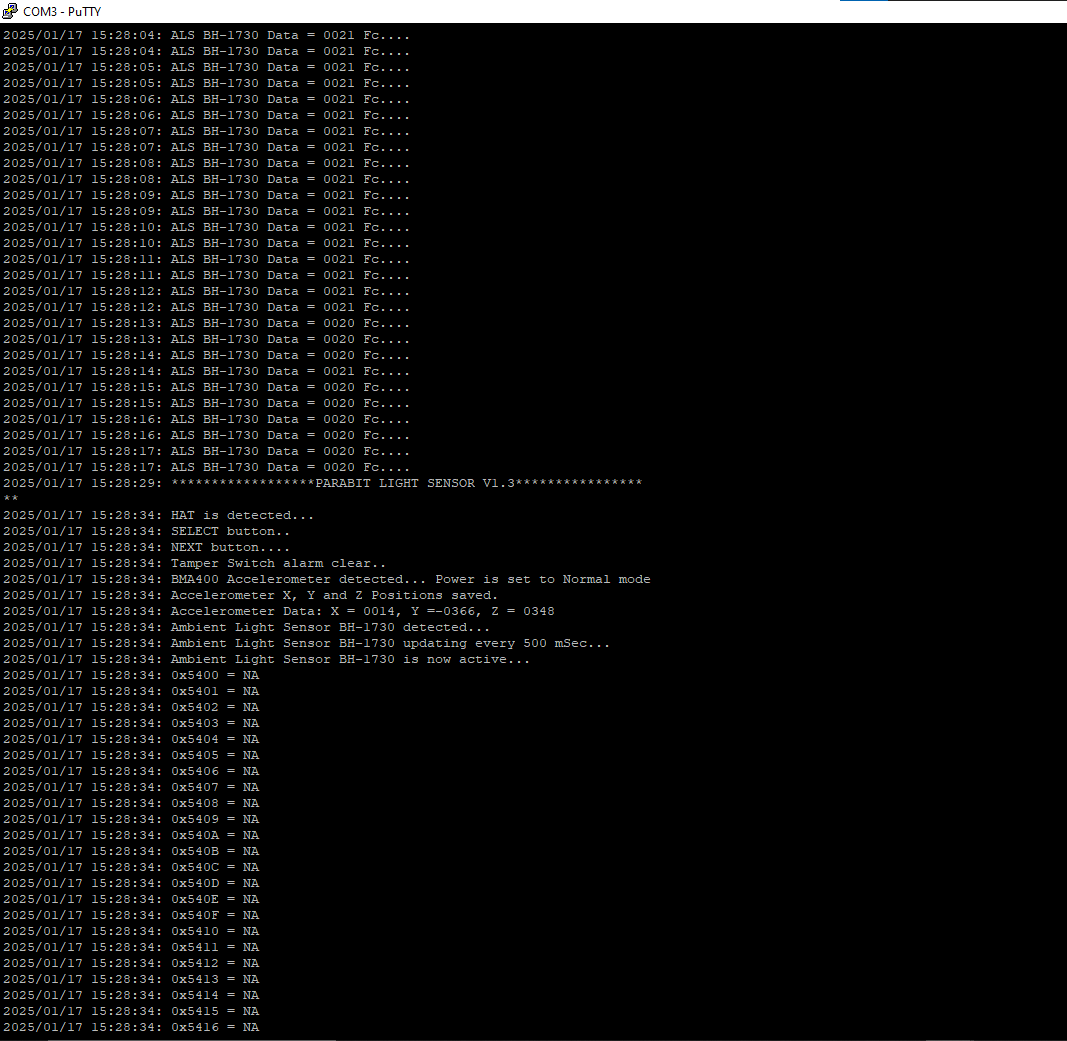 COM3 - PuTTY
2025/01/17 15:28:04: ALS BH-1730 Data = 0021 Fc....
2025/01/17 15:28:04: ALS BH-1730 Data = 0021 Fc....
2025/01/17 15:28:05: ALS BH-1730 Data = 0021 Fc....
2025/01/17 15:28:05: ALS BH-1730 Data = 0021 Fc....
2025/01/17 15:28:06: ALS BH-1730 Data = 0021 Fc....
2025/01/17 15:28:06: ALS BH-1730 Data = 0021 Fc....
2025/01/17 15:28:07: ALS BH-1730 Data = 0021 Fc....
2025/01/17 15:28:07: ALS BH-1730 Data = 0021 Fc....
2025/01/17 15:28:08: ALS BH-1730 Data = 0021 Fc....
2025/01/17 15:28:08: ALS BH-1730 Data = 0021 Fc....
2025/01/17 15:28:09: ALS BH-1730 Data = 0021 Fc....
2025/01/17 15:28:09: ALS BH-1730 Data = 0021 Fc....
2025/01/17 15:28:10: ALS BH-1730 Data = 0021 Fc....
2025/01/17 15:28:10: ALS BH-1730 Data = 0021 Fc....
2025/01/17 15:28:11: ALS BH-1730 Data = 0021 Fc....
2025/01/17 15:28:11: ALS BH-1730 Data = 0021 Fc....
2025/01/17 15:28:12: ALS BH-1730 Data = 0021 Fc....
2025/01/17 15:28:12: ALS BH-1730 Data = 0021 Fc....
2025/01/17 15:28:13: ALS BH-1730 Data = 0020 Fc....
2025/01/17 15:28:13: ALS BH-1730 Data = 0020 Fc....
2025/01/17 15:28:14: ALS BH-1730 Data = 0020 Fc....
2025/01/17 15:28:14: ALS BH-1730 Data = 0021 Fc....
2025/01/17 15:28:15: ALS BH-1730 Data = 0020 Fc....
2025/01/17 15:28:15: ALS BH-1730 Data = 0020 Fc....
2025/01/17 15:28:16: ALS BH-1730 Data = 0020 Fc....
2025/01/17 15:28:16: ALS BH-1730 Data = 0020 Fc....
2025/01/17 15:28:17: ALS BH-1730 Data = 0020 Fc....
2025/01/17 15:28:17: ALS BH-1730 Data = 0020 Fc....
2025/01/17 15:28:29: ******************PARABIT LIGHT SENSOR V1.3****************
**
2025/01/17 15:28:34: HAT is detected...
2025/01/17 15:28:34: SELECT button..
2025/01/17 15:28:34: NEXT button....
2025/01/17 15:28:34: Tamper Switch alarm clear..
2025/01/17 15:28:34: BMA400 Accelerometer detected... Power is set to Normal mode
2025/01/17 15:28:34: Accelerometer X, Y and Z Positions saved.
2025/01/17 15:28:34: Accelerometer Data: X = 0014, Y =-0366, Z = 0348
2025/01/17 15:28:34: Ambient Light Sensor BH-1730 detected...
2025/01/17 15:28:34: Ambient Light Sensor BH-1730 updating every 500 mSec...
2025/01/17 15:28:34: Ambient Light Sensor BH-1730 is now active...
2025/01/17 15:28:34: 0x5400 = NA
2025/01/17 15:28:34: 0x5401 = NA
2025/01/17 15:28:34: 0x5402 = NA
2025/01/17 15:28:34: 0x5403 = NA
2025/01/17 15:28:34: 0x5404 = NA
2025/01/17 15:28:34: 0x5405 = NA
2025/01/17 15:28:34: 0x5406 = NA
2025/01/17 15:28:34: 0x5407 = NA
2025/01/17 15:28:34: 0x5408 = NA
2025/01/17 15:28:34: 0x5409 = NA
2025/01/17 15:28:34: 0x540A = NA
2025/01/17 15:28:34: 0x540B = NA
2025/01/17 15:28:34: 0x540C = NA
2025/01/17 15:28:34: 0x540D = NA
2025/01/17 15:28:34: 0x540E = NA
2025/01/17 15:28:34: 0x540F = NA
2025/01/17 15:28:34: 0x5410 = NA
2025/01/17 15:28:34: 0x5411 = NA
2025/01/17 15:28:34: 0x5412 = NA
2025/01/17 15:28:34: 0x5413 = NA
2025/01/17 15:28:34: 0x5414 = NA
2025/01/17 15:28:34: 0x5415 = NA
2025/01/17 15:28:34: 0x5416 = NA